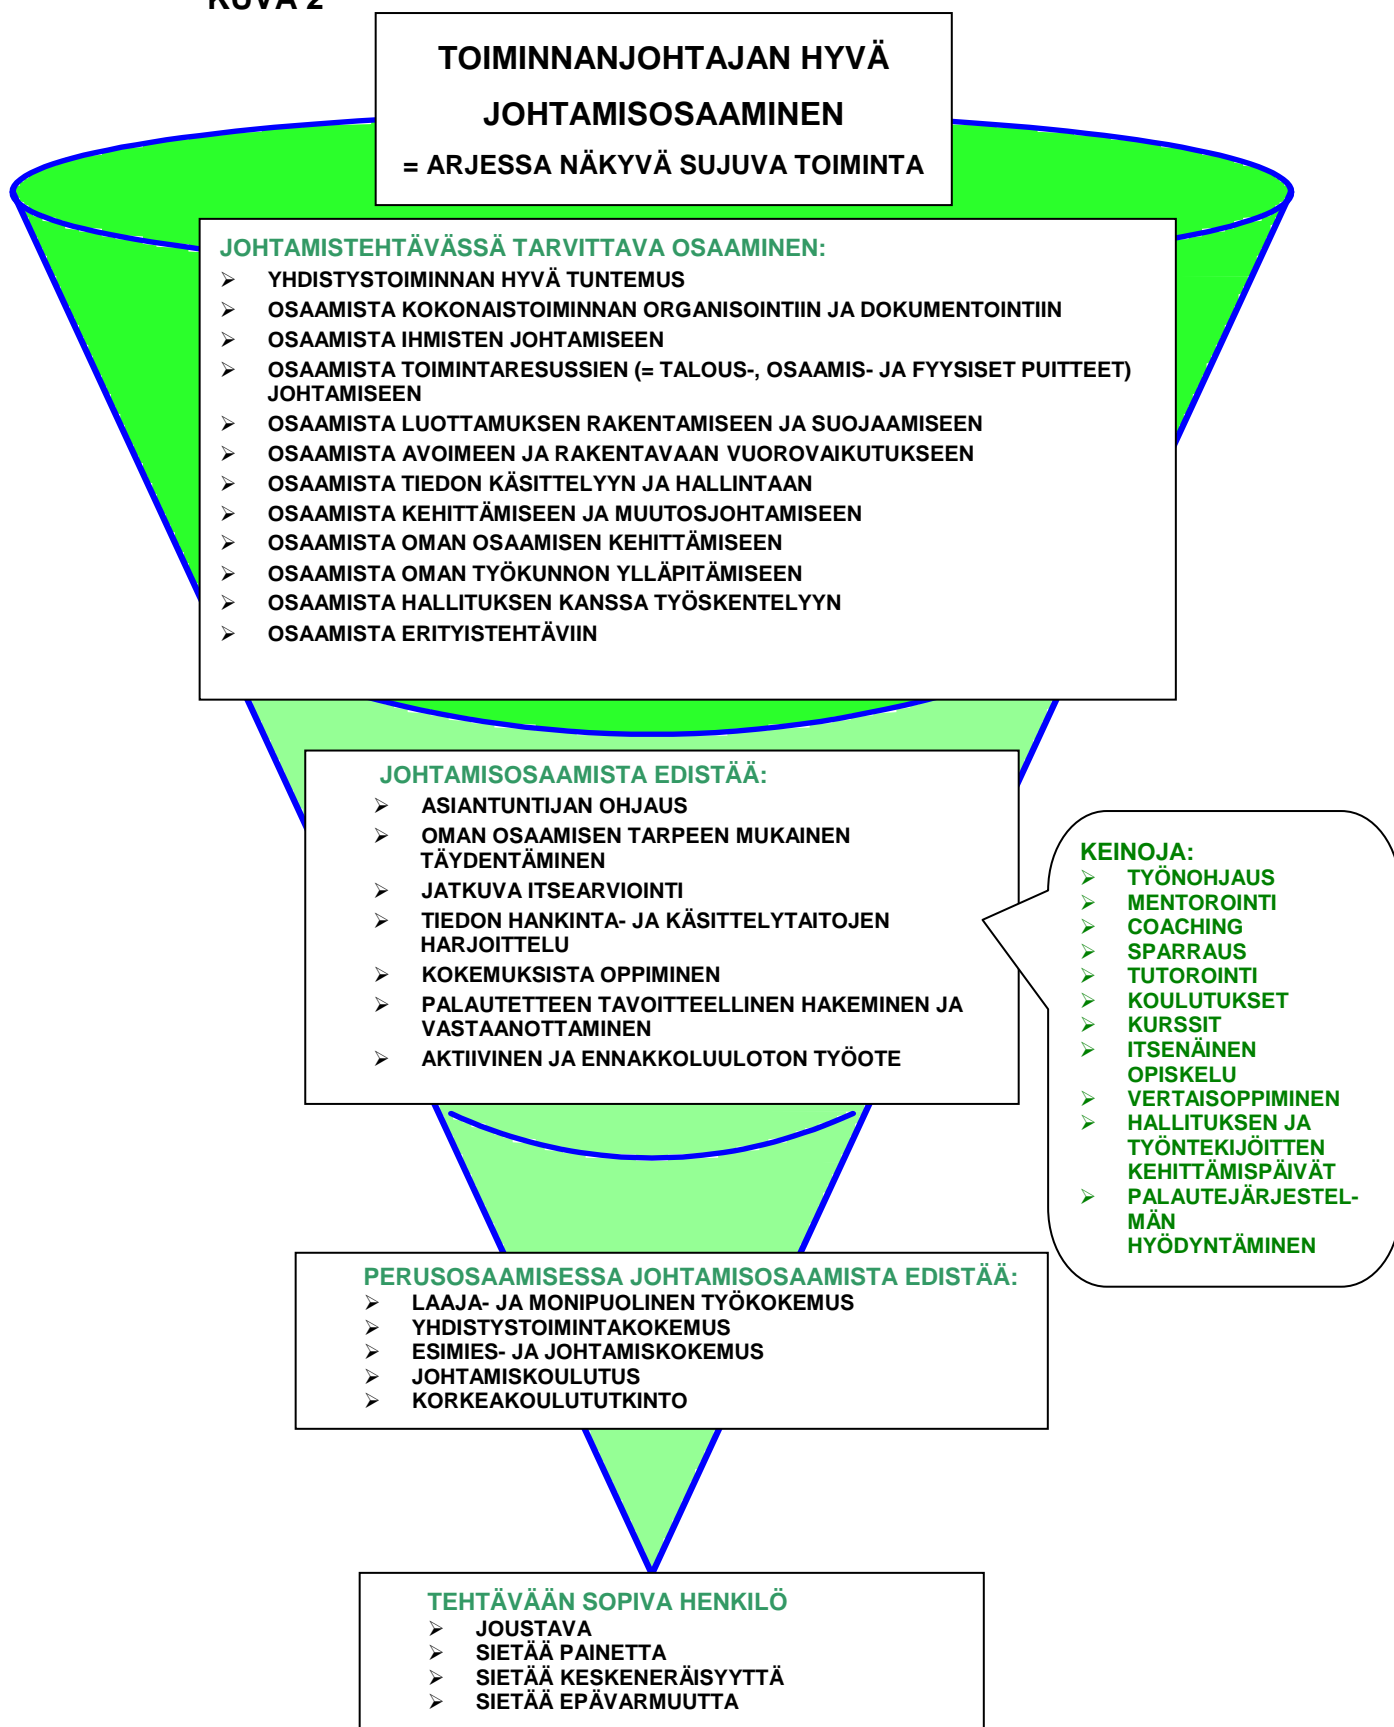 KUVA 2
TOIMINNANJOHTAJAN HYVÄ
JOHTAMISOSAAMINEN
= ARJESSA NÄKYVÄ SUJUVA TOIMINTA
JOHTAMISTEHTÄVÄSSÄ TARVITTAVA OSAAMINEN:
➢ YHDISTYSTOIMINNAN HYVÄ TUNTEMUS
➢ OSAAMISTA KOKONAISTOIMINNAN ORGANISOINTIIN JA DOKUMENTOINTIIN
➢ OSAAMISTA IHMISTEN JOHTAMISEEN
➢ OSAAMISTA TOIMINTARESUSSIEN (= TALOUS-, OSAAMIS- JA FYYSISET PUITTEET)
JOHTAMISEEN
➢ OSAAMISTA LUOTTAMUKSEN RAKENTAMISEEN JA SUOJAAMISEEN
➢ OSAAMISTA AVOIMEEN JA RAKENTAVAAN VUOROVAIKUTUKSEEN
➢ OSAAMISTA TIEDON KÄSITTELYYN JA HALLINTAAN
➢ OSAAMISTA KEHITTÄMISEEN JA MUUTOSJOHTAMISEEN
➢ OSAAMISTA OMAN OSAAMISEN KEHITTÄMISEEN
➢ OSAAMISTA OMAN TYÖKUNNON YLLÄPITÄMISEEN
➢ OSAAMISTA HALLITUKSEN KANSSA TYÖSKENTELYYN
➢ OSAAMISTA ERITYISTEHTÄVIIN
JOHTAMISOSAAMISTA EDISTÄÄ:
➢ ASIANTUNTIJAN OHJAUS
➢ OMAN OSAAMISEN TARPEEN MUKAINEN
TÄYDENTÄMINEN
➢ JATKUVA ITSEARVIOINTI
➢ TIEDON HANKINTA- JA KÄSITTELYTAITOJEN
HARJOITTELU
➢ KOKEMUKSISTA OPPIMINEN
➢ PALAUTETTEEN TAVOITTEELLINEN HAKEMINEN JA
VASTAANOTTAMINEN
➢ AKTIIVINEN JA ENNAKKOLUULOTON TYÖOTE
KEINOJA:
➢ TYÖNOHJAUS
➢ MENTOROINTI
➢ COACHING
➢ SPARRAUS
➢ TUTOROINTI
➢ KOULUTUKSET
➢ KURSSIT
➢ ITSENÄINEN
OPISKELU
➢ VERTAISOPPIMINEN
➢ HALLITUKSEN JA
TYÖNTEKIJÖITTEN
KEHITTÄMISPÄIVÄT
➢ PALAUTEJÄRJESTEL-
MÄN
HYÖDYNTÄMINEN
PERUSOSAAMISESSA JOHTAMISOSAAMISTA EDISTÄÄ:
➢ LAAJA- JA MONIPUOLINEN TYÖKOKEMUS
➢ YHDISTYSTOIMINTAKOKEMUS
➢ ESIMIES- JA JOHTAMISKOKEMUS
➢ JOHTAMISKOULUTUS
➢ KORKEAKOULUTUTKINTO
TEHTÄVÄÄN SOPIVA HENKILÖ
➢ JOUSTAVA
➢ SIETÄÄ PAINETTA
➢ SIETÄÄ KESKENERÄISYYTTÄ
➢ SIETÄÄ EPÄVARMUUTTA